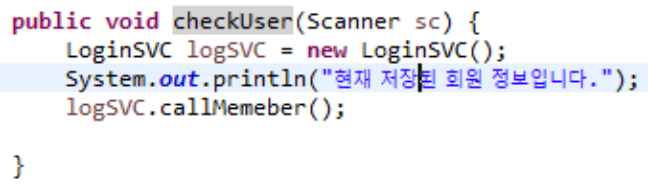 public void checkUser(Scanner sc) {
    LoginSVC logSVC = new LoginSVC();
    System.out.println("현재 저장된 회원 정보입니다.");
    logSVC.callMemeber();
}